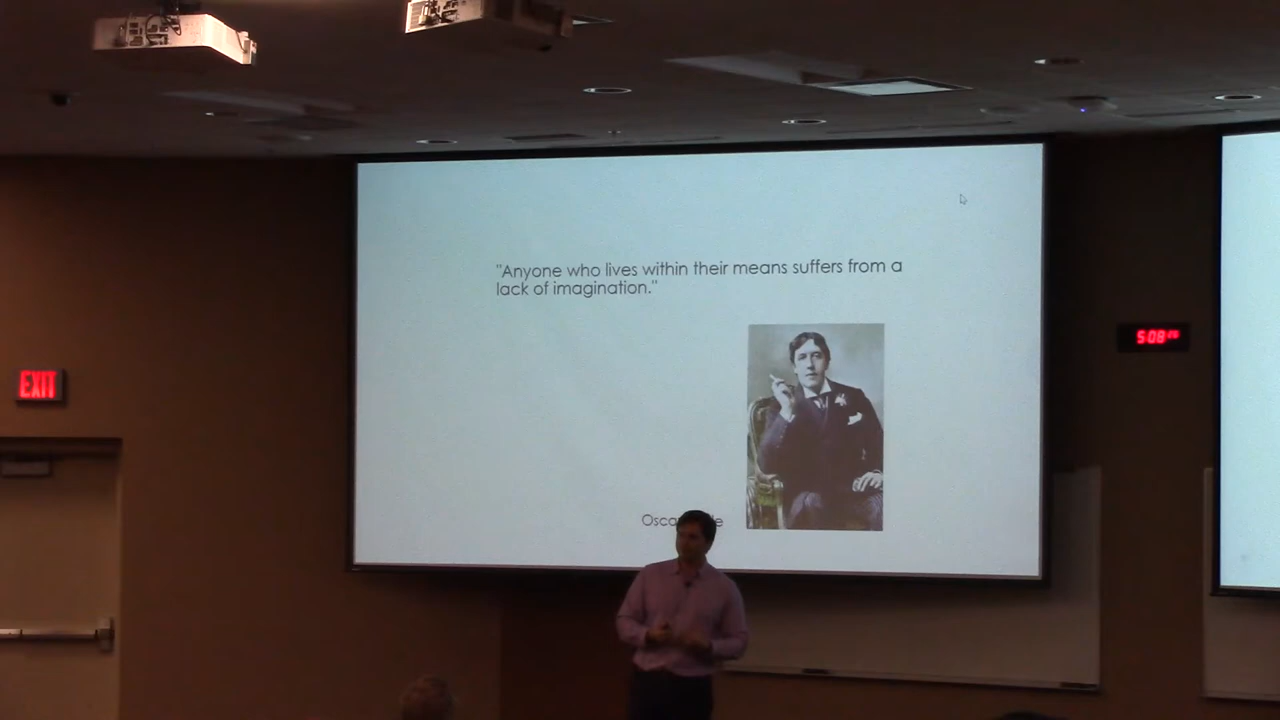 "Anyone who lives within their means suffers from a
lack of imagination."
EXIT
5:08